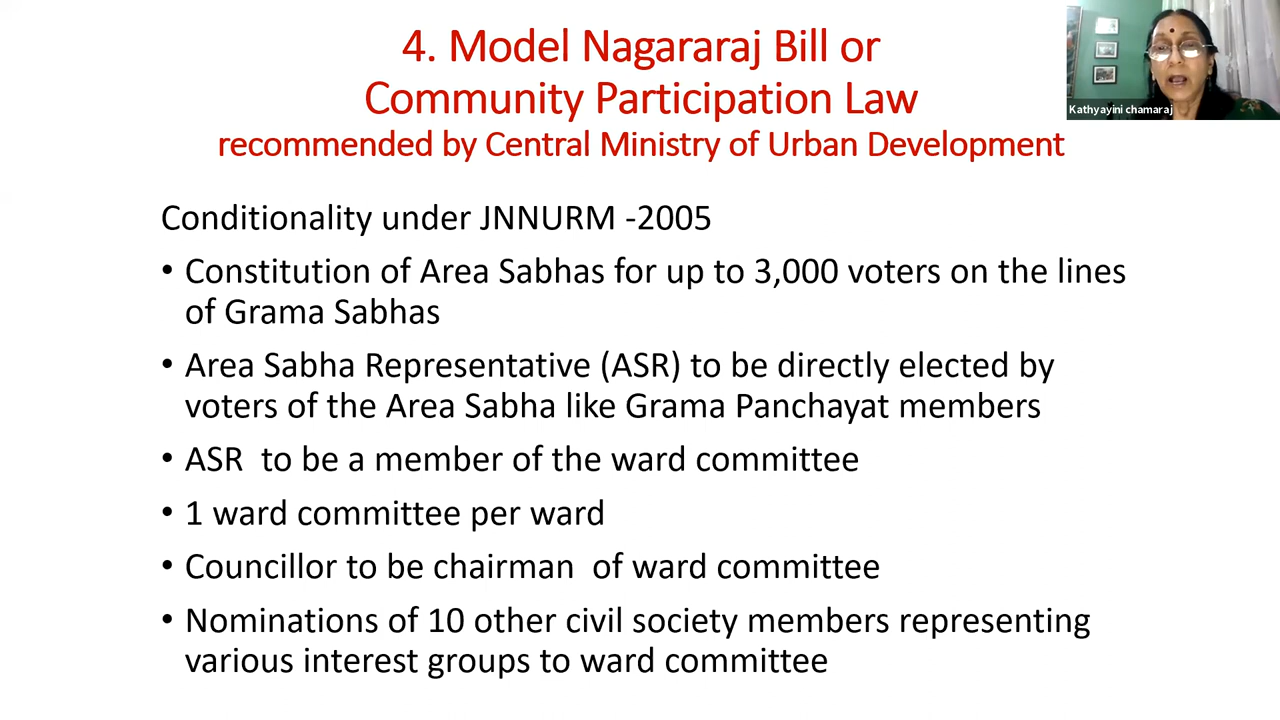 4. Model Nagararaj Bill or
Community Participation Law
recommended by Central Ministry of Urban Development
Kathyayini chamaraj
Conditionality under JNNURM -2005
• Constitution of Area Sabhas for up to 3,000 voters on the lines
of Grama Sabhas
• Area Sabha Representative (ASR) to be directly elected by
voters of the Area Sabha like Grama Panchayat members
• ASR  to be a member of the ward committee
• 1 ward committee per ward
• Councillor to be chairman  of ward committee
• Nominations of 10 other civil society members representing
various interest groups to ward committee